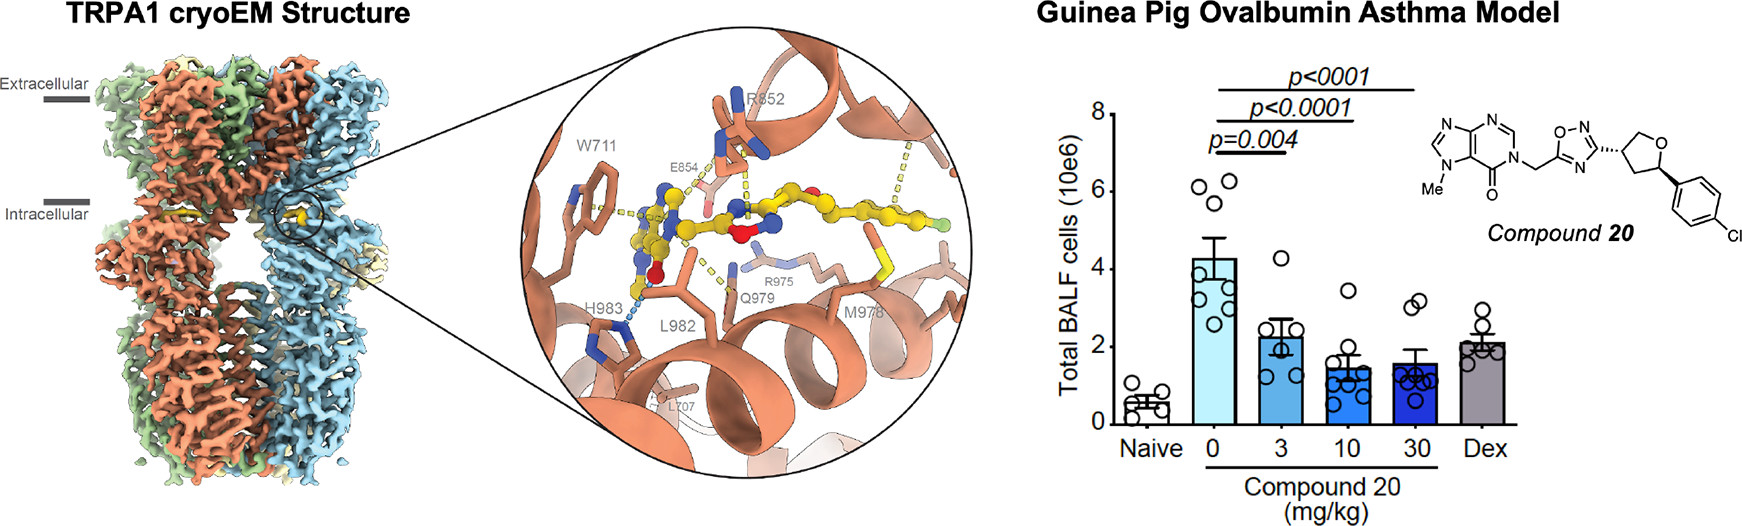 TRPA1 cryoEM Structure
Extracellular
Intracellular
W711
R852
E854
R975
Q979
H983
L982
M978
L707
Guinea Pig Ovalbumin Asthma Model
p<0001
p<0.0001
p=0.004
Total BALF cells (10e6)
8
6
4
2
0
Naive
0
3
10
30
Dex
Compound 20
(mg/kg)
N
N
N
N
N
Me
O
O
N
N
N
O
Cl
Compound 20